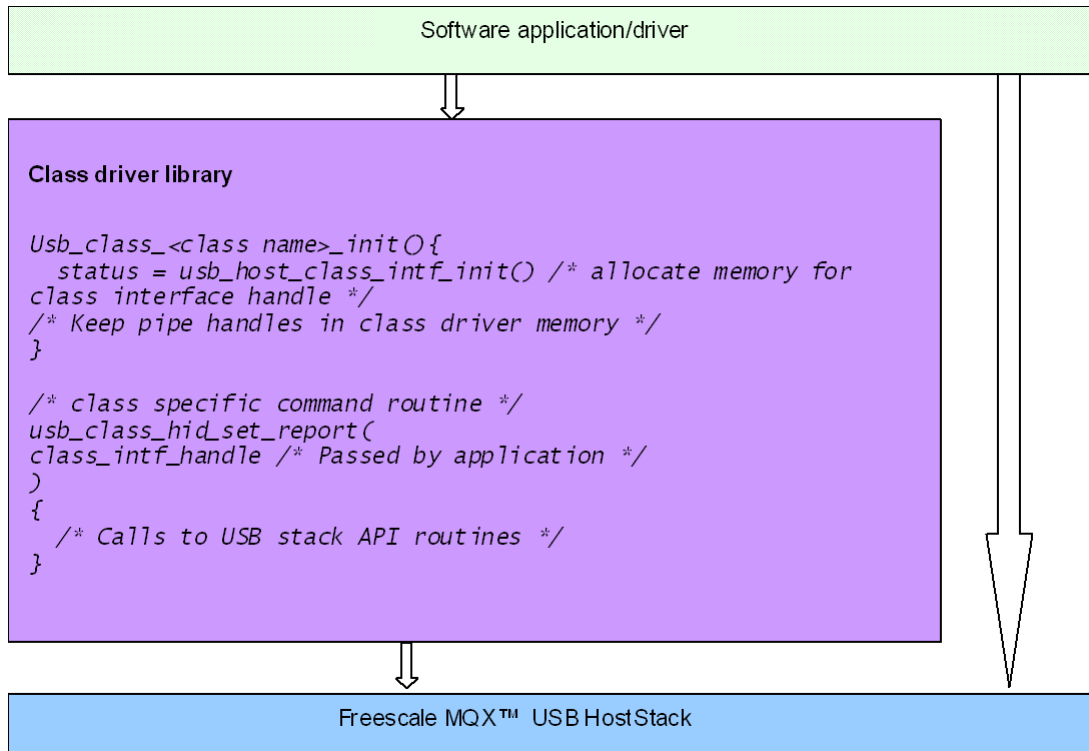 Software application/driver
Class driver library
Usb_class_<class name>_init(){
status = usb_host_class_intf_init() /* allocate memory for
class interface handle */
/* Keep pipe handles in class driver memory */
}
/* class specific command routine */
usb_class_hid_set_report(
class_intf_handle /* Passed by application */
)
{
/* Calls to USB stack API routines */
}
Freescale MQX™ USB HostStack